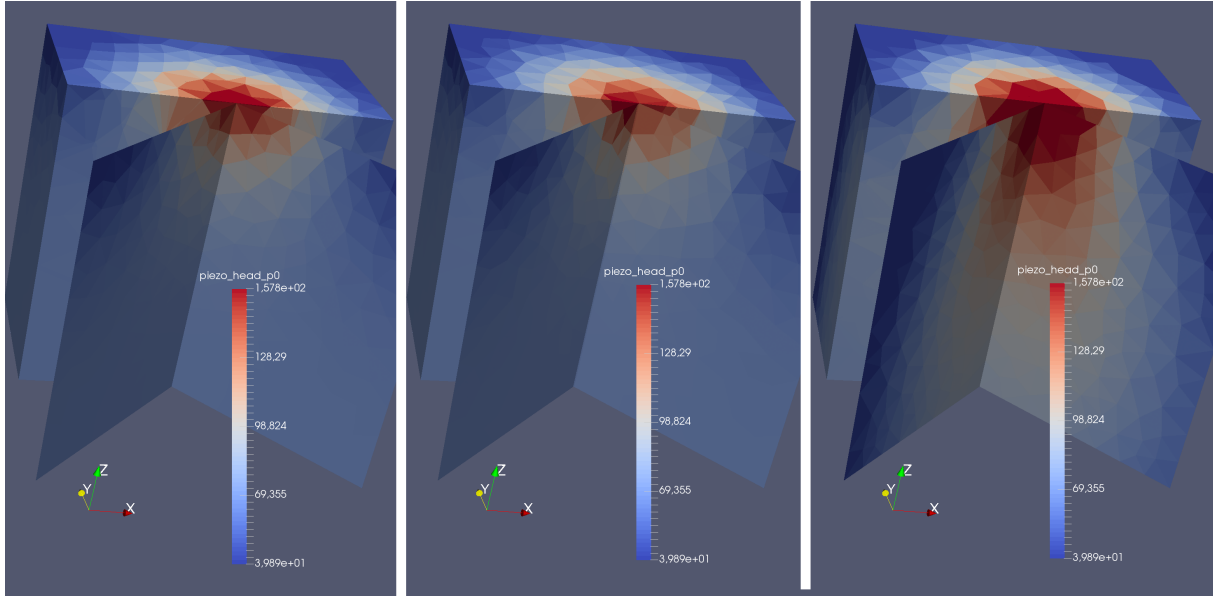 piezo_head_p0
1,578e+02
128,29
98,824
69,355
3,989e+01
Z
Y
X
piezo_head_p0
1,578e+02
128,29
98,824
69,355
3,989e+01
Z
Y
X
piezo_head_p0
1,578e+02
128,29
98,824
69,355
3,989e+01
Z
Y
X